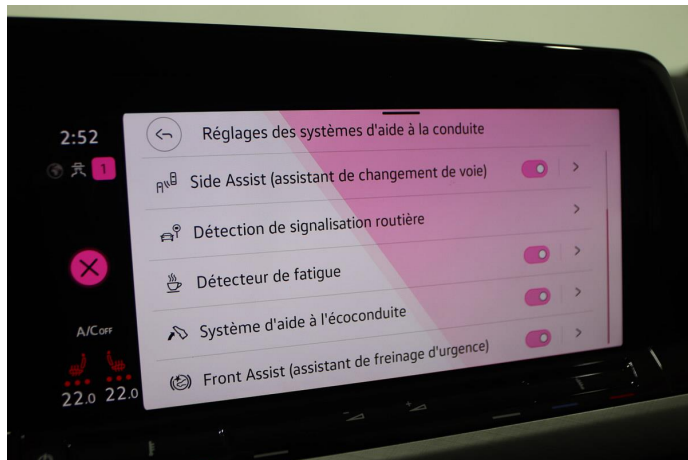 2:52
1
A/C OFF
22.0 22.0
Réglages des systèmes d'aide à la conduite
Side Assist (assistant de changement de voie)
Détection de signalisation routière
Détecteur de fatigue
Système d'aide à l'écoconduite
Front Assist (assistant de freinage d'urgence)